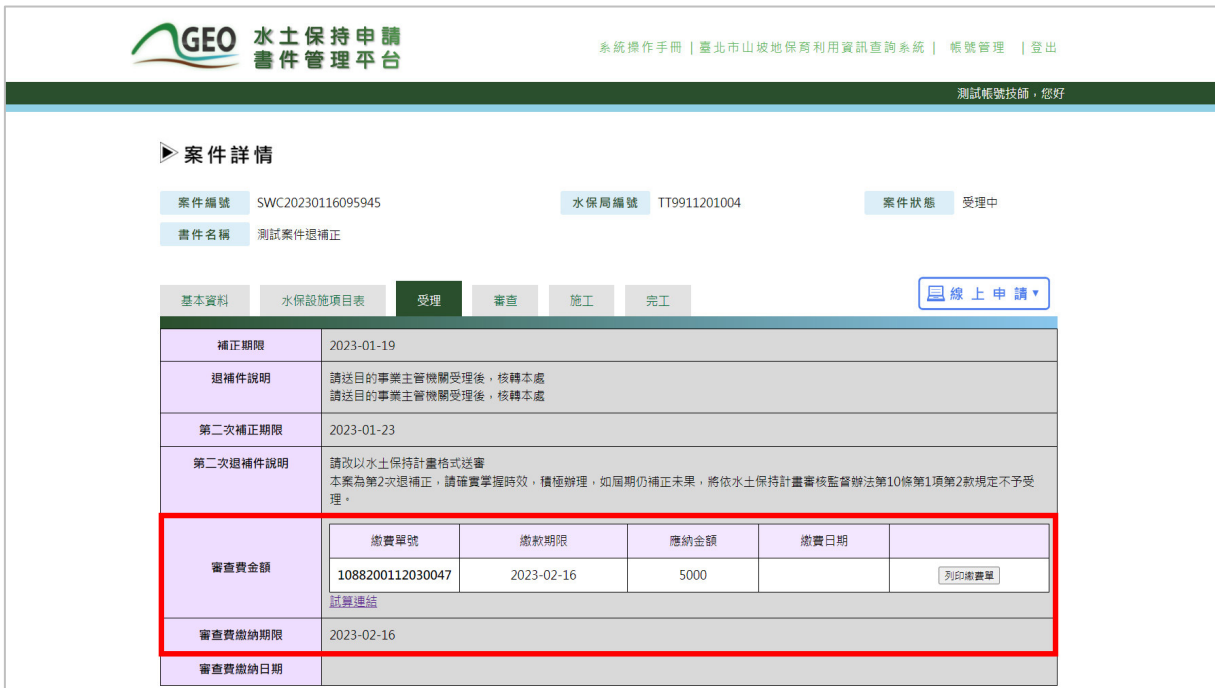 GEO 水土保持申請
書件管理平台
系統操作手冊 | 臺北市山坡地保育利用資訊查詢系統 | 帳號管理 | 登出
測試帳號技師，您好
案件詳情
案件編號 SWC20230116095945 水保局編號 TT9911201004 案件狀態 受理中
書件名稱 測試案件退補正
基本資料 水保設施項目表 受理 審查 施工 完工 線上申請▼
補正期限 2023-01-19
退補件說明 請送目的事業主管機關受理後，核轉本處
請送目的事業主管機關受理後，核轉本處
第二次補正期限 2023-01-23
第二次退補件說明 請改以水土保持計畫格式送審
本案為第2次退補正，請確實掌握時效，積極辦理，如屆期仍補正未果，將依水土保持計畫審核監督辦法第10條第1項第2款規定不予受
理。
審查費金額
繳費單號 繳款期限 應納金額 繳費日期
1088200112030047 2023-02-16 5000 列印繳費單
試算連結
審查費繳納期限 2023-02-16
審查費繳納日期